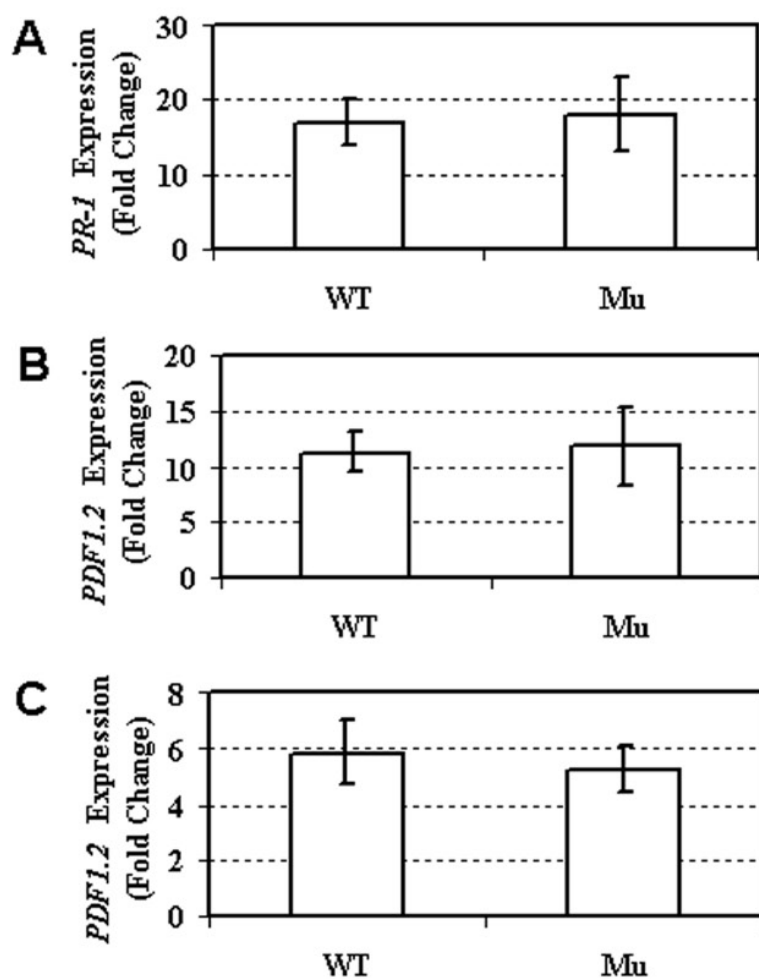 A
PR-1 Expression
(Fold Change)
30
20
10
0
WT Mu
B
PDF1.2 Expression
(Fold Change)
20
15
10
5
0
WT Mu
C
PDF1.2 Expression
(Fold Change)
8
6
4
2
0
WT Mu